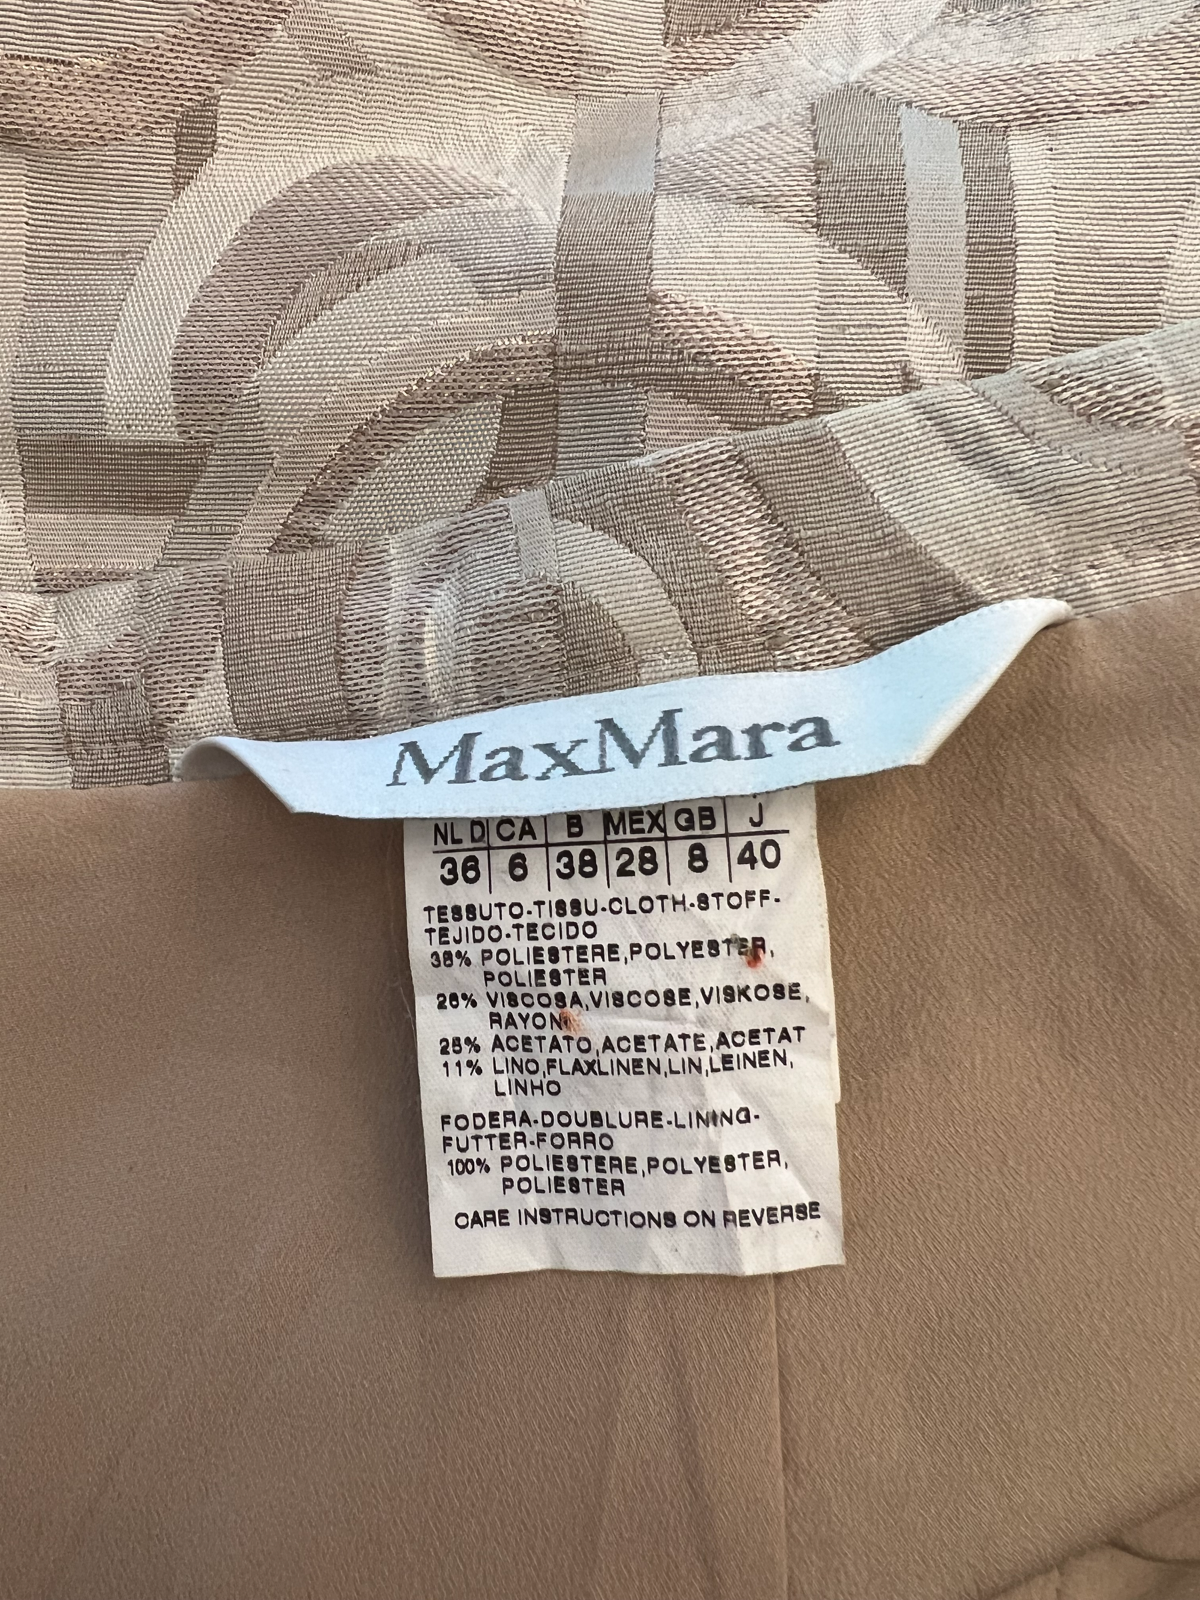 MaxMara
NL D CA B MEX GB J
36 6 38 28 8 40
TESSUTO-TISSU-CLOTH-STOFF-
TEJIDO-TECIDO
38% POLIESTERE,POLYESTER,
POLIESTER
26% VISCOSA,VISCOSE,VISKOSE,
RAYON
25% ACETATO,ACETATE,ACETAT
11% LINO,FLAXLINEN,LIN,LEINEN,
LINHO
FODERA-DOUBLURE-LINING-
FUTTER-FORRO
100% POLIESTERE,POLYESTER,
POLIESTER
CARE INSTRUCTIONS ON REVERSE